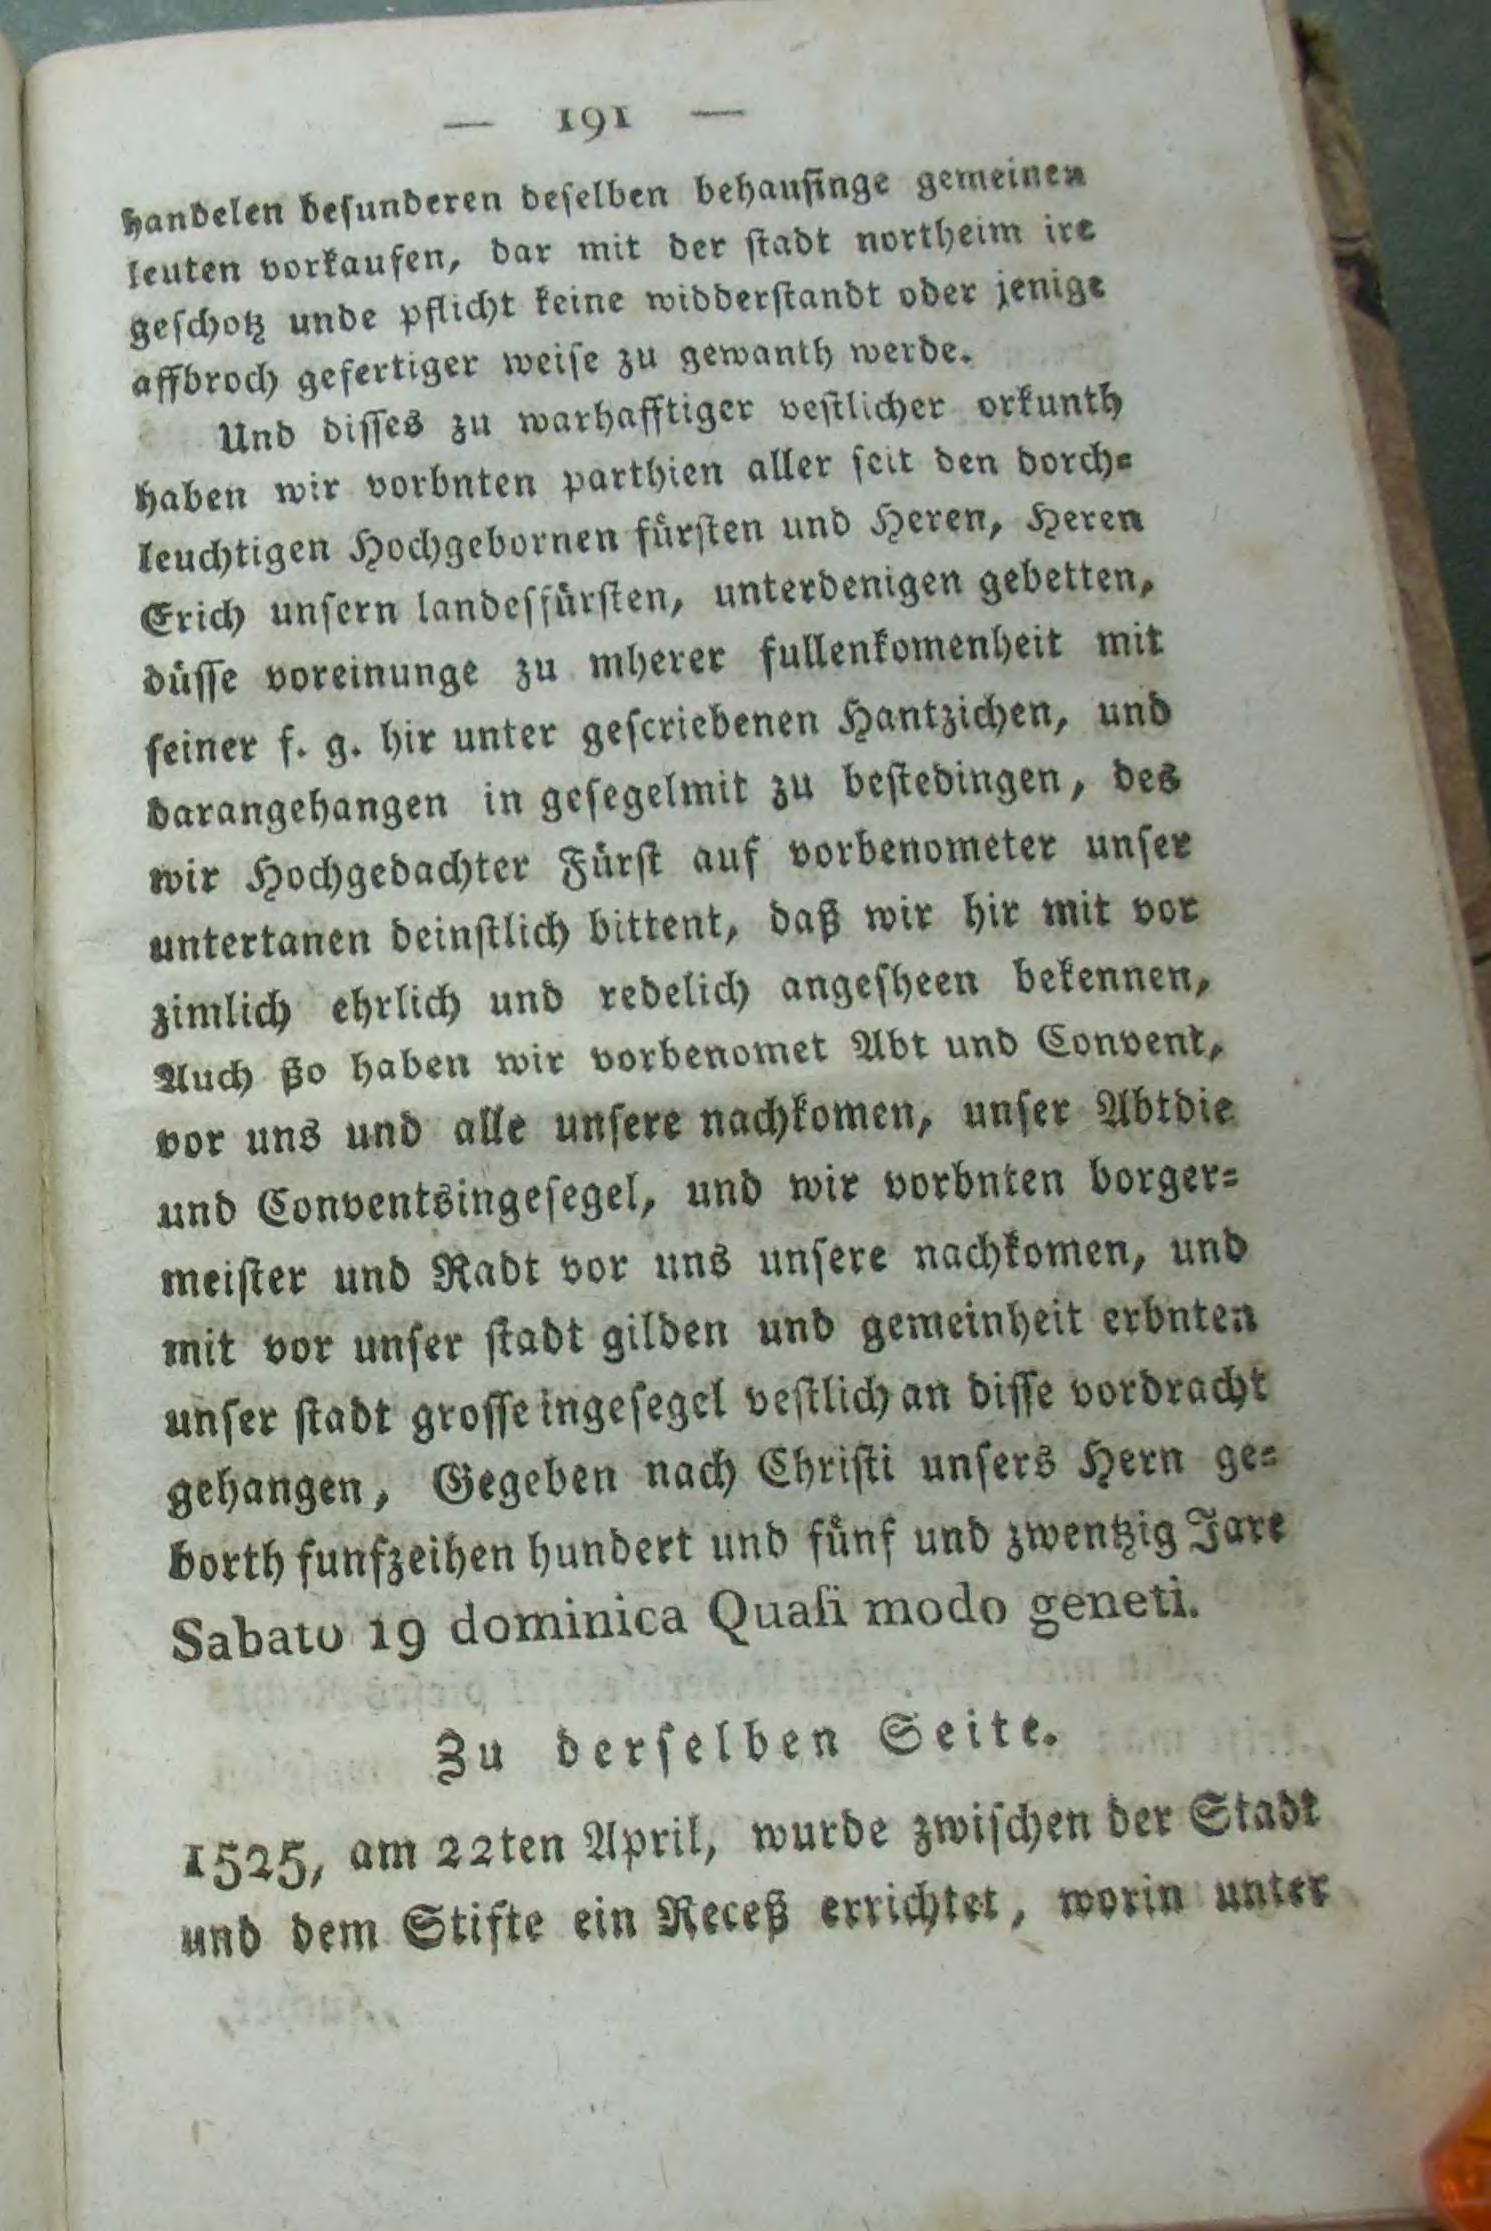 — 191 —
handelen besunderen deselben behausinge gemeinen
leuten vorkaufen, dar mit der stadt northeim ire
geschotz unde pflicht keine widderstandt oder jenige
affbroch gefertiger weise zu gewanth werde.
Und disses zu warhafftiger vestlicher orkunth
haben wir vorbnten parthien aller seit den dorch-
leuchtigen Hochgebornen fürsten und Heren, Heren
Erich unsern landesfürsten, unterdenigen gebetten,
düsse voreinunge zu mherer fullenkomenheit mit
seiner f. g. hir unter gescriebenen Hantzichen, und
darangehangen in gesegelmit zu bestedingen, des
wir Hochgedachter Fürst auf vorbenometer unser
untertanen deinstlich bittent, daß wir hir mit vor
zimlich ehrlich und redelich angesheen bekennen,
Auch ßo haben wir vorbenomet Abt und Convent,
vor uns und alle unsere nachkomen, unser Abtdie
und Conventsingesegel, und wir vorbnten borger-
meister und Radt vor uns unsere nachkomen, und
mit vor unser stadt gilden und gemeinheit erbnten
unser stadt grosse ingesegel vestlich an disse vordracht
gehangen, Gegeben nach Christi unsers Hern ge-
borth funfzeihen hundert und fünf und zwentzig Jare
Sabato 19 dominica Quasi modo geneti.
Zu derselben Seite.
1525, am 22ten April, wurde zwischen der Stadt
und dem Stifte ein Receß errichtet, worin unter